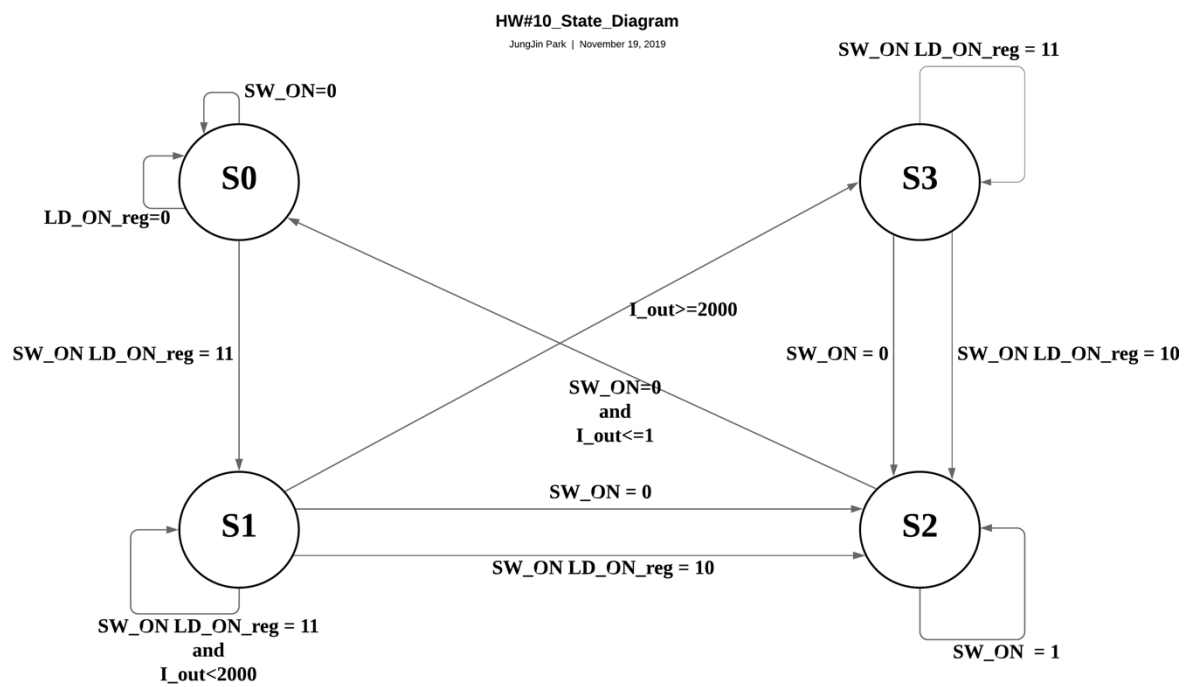 HW#10_State_Diagram
JungJin Park | November 19, 2019
SW_ON LD_ON_reg = 11
SW_ON=0
S0
S3
LD_ON_reg=0
I_out>=2000
SW_ON LD_ON_reg = 11
SW_ON = 0
SW_ON LD_ON_reg = 10
SW_ON=0
and
I_out<=1
SW_ON = 0
S1
S2
SW_ON LD_ON_reg = 10
SW_ON LD_ON_reg = 11
and
I_out<2000
SW_ON = 1